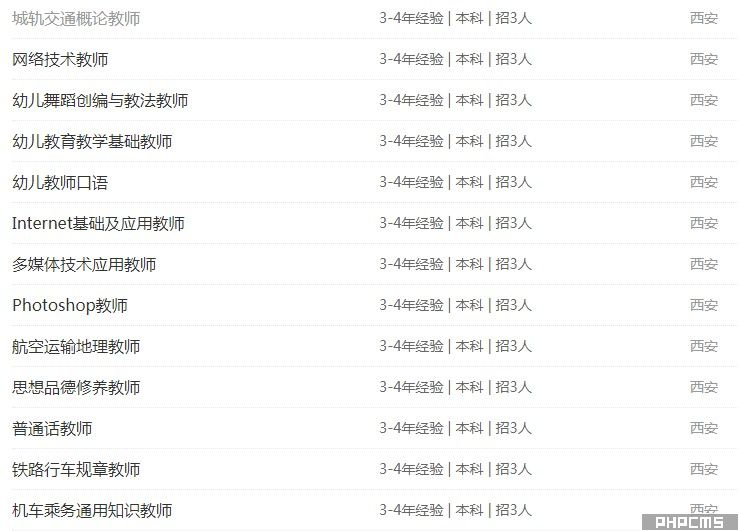 城轨交通概论教师 3-4年经验 | 本科 | 招3人 西安
网络技术教师 3-4年经验 | 本科 | 招3人 西安
幼儿舞蹈创编与教法教师 3-4年经验 | 本科 | 招3人 西安
幼儿教育教学基础教师 3-4年经验 | 本科 | 招3人 西安
幼儿教师口语 3-4年经验 | 本科 | 招3人 西安
Internet基础及应用教师 3-4年经验 | 本科 | 招3人 西安
多媒体技术应用教师 3-4年经验 | 本科 | 招3人 西安
Photoshop教师 3-4年经验 | 本科 | 招3人 西安
航空运输地理教师 3-4年经验 | 本科 | 招3人 西安
思想品德修养教师 3-4年经验 | 本科 | 招3人 西安
普通话教师 3-4年经验 | 本科 | 招3人 西安
铁路行车规章教师 3-4年经验 | 本科 | 招3人 西安
机车乘务通用知识教师 3-4年经验 | 本科 | 招3人 西安
PHPCMS